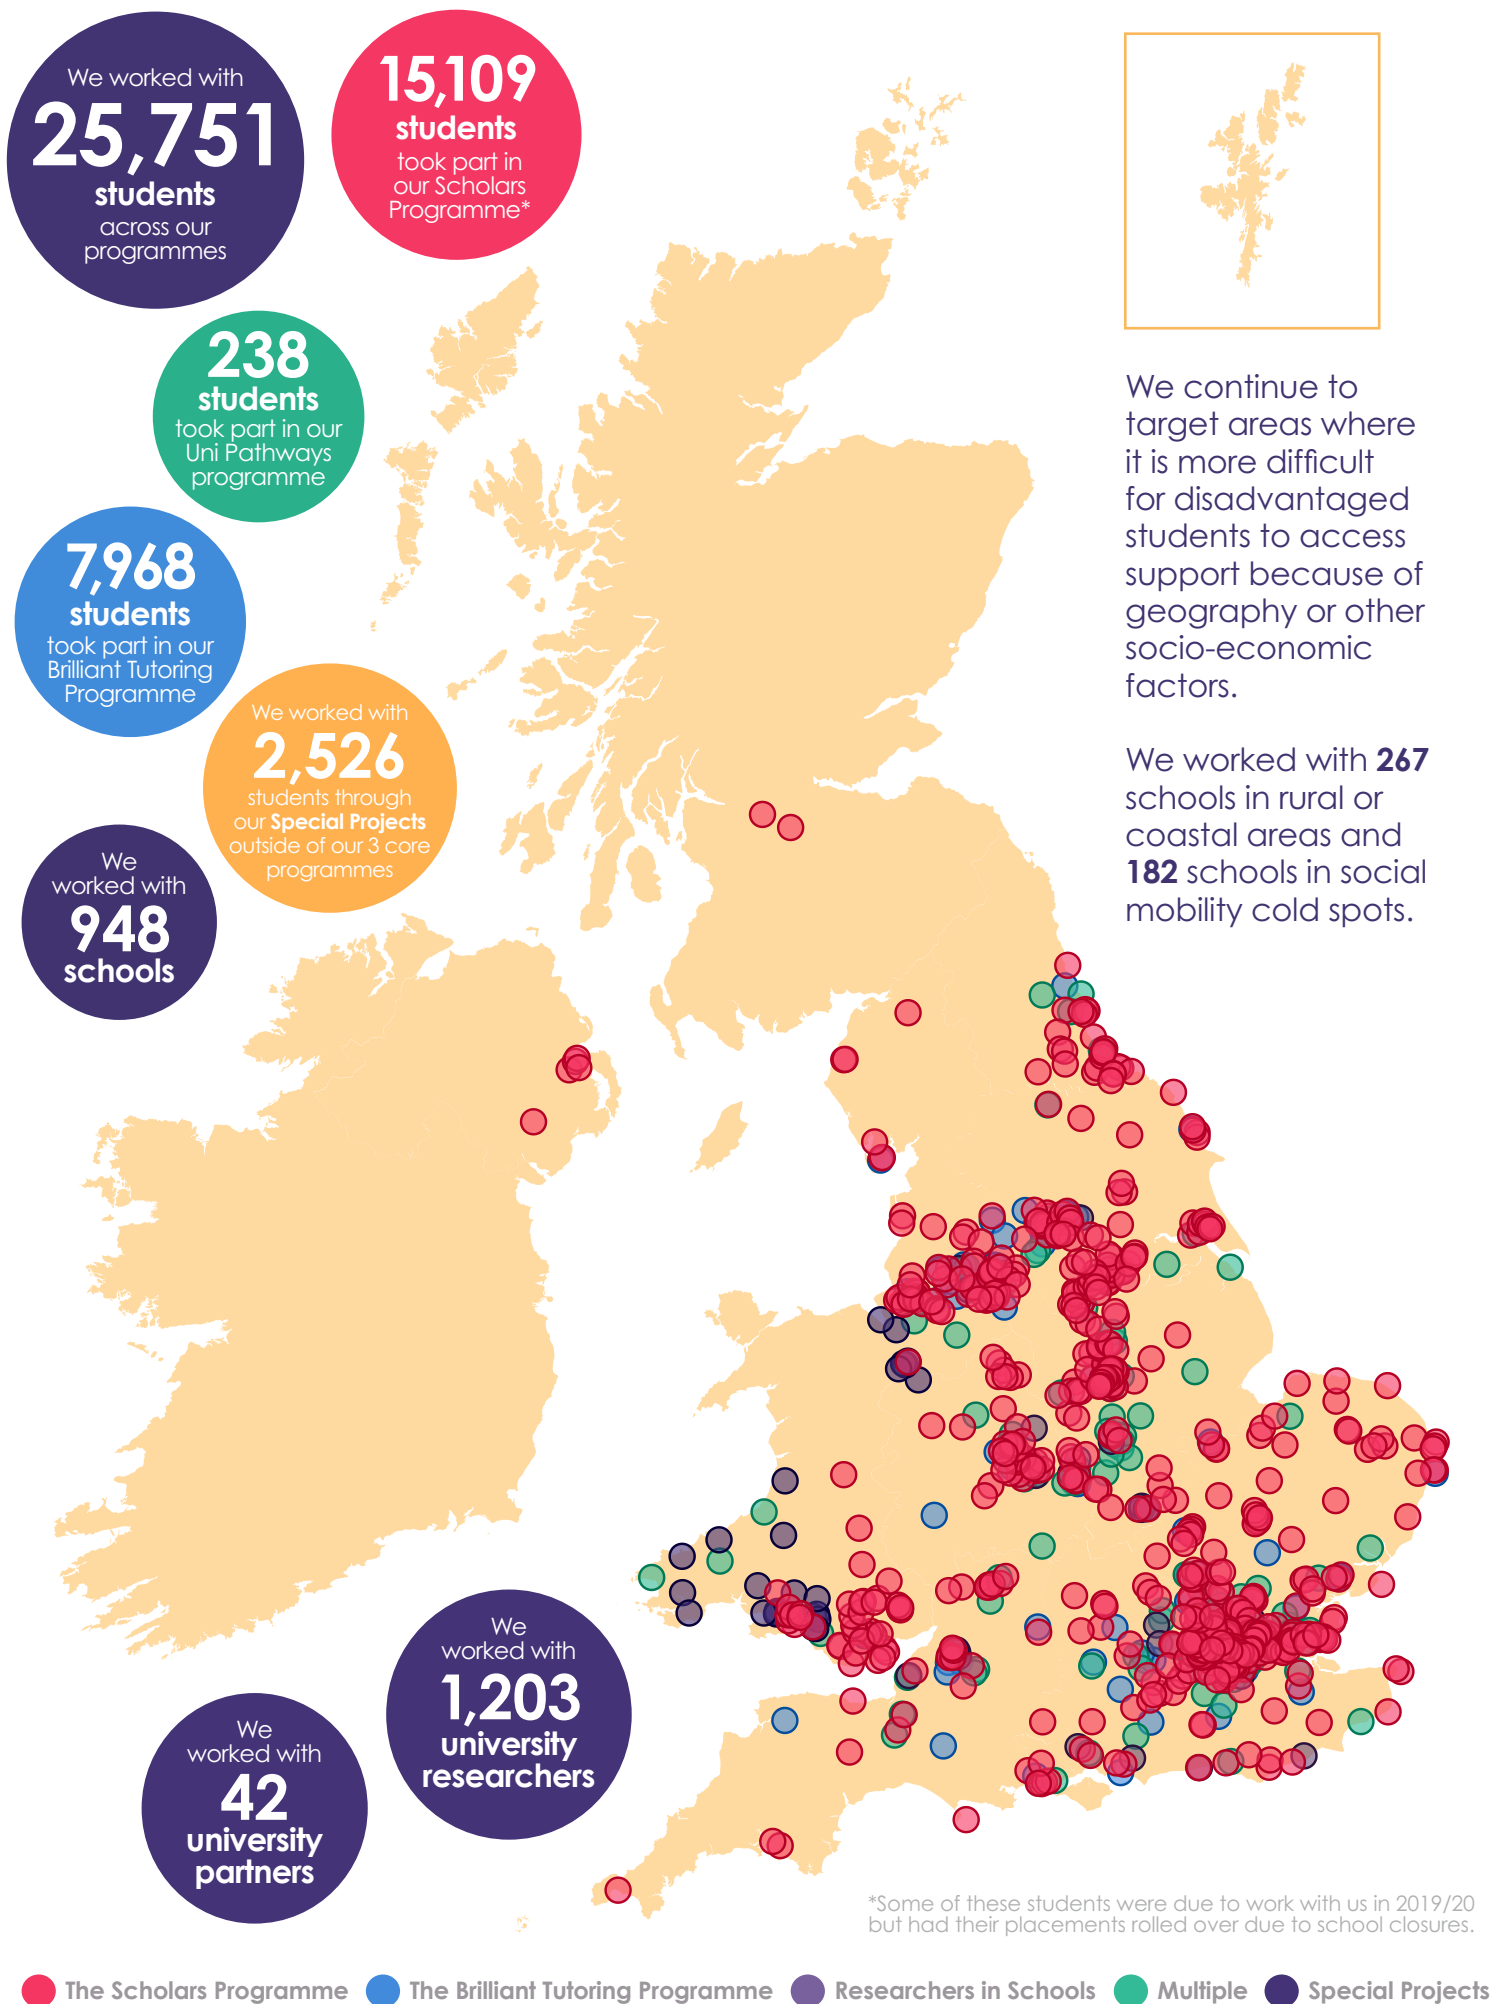 We worked with
25,751
students
across our
programmes
15,109
students
took part in
our Scholars
Programme*
238
students
took part in our
Uni Pathways
programme
7,968
students
took part in our
Brilliant Tutoring
Programme
We worked with
2,526
students through
our Special Projects
outside of our 3 core
programmes
We
worked with
948
schools
We continue to
target areas where
it is more difficult
for disadvantaged
students to access
support because of
geography or other
socio-economic
factors.
We worked with 267
schools in rural or
coastal areas and
182 schools in social
mobility cold spots.
We
worked with
1,203
university
researchers
We
worked with
42
university
partners
*Some of these students were due to work with us in 2019/20
but had their placements rolled over due to school closures.
The Scholars Programme
The Brilliant Tutoring Programme
Researchers in Schools
Multiple
Special Projects